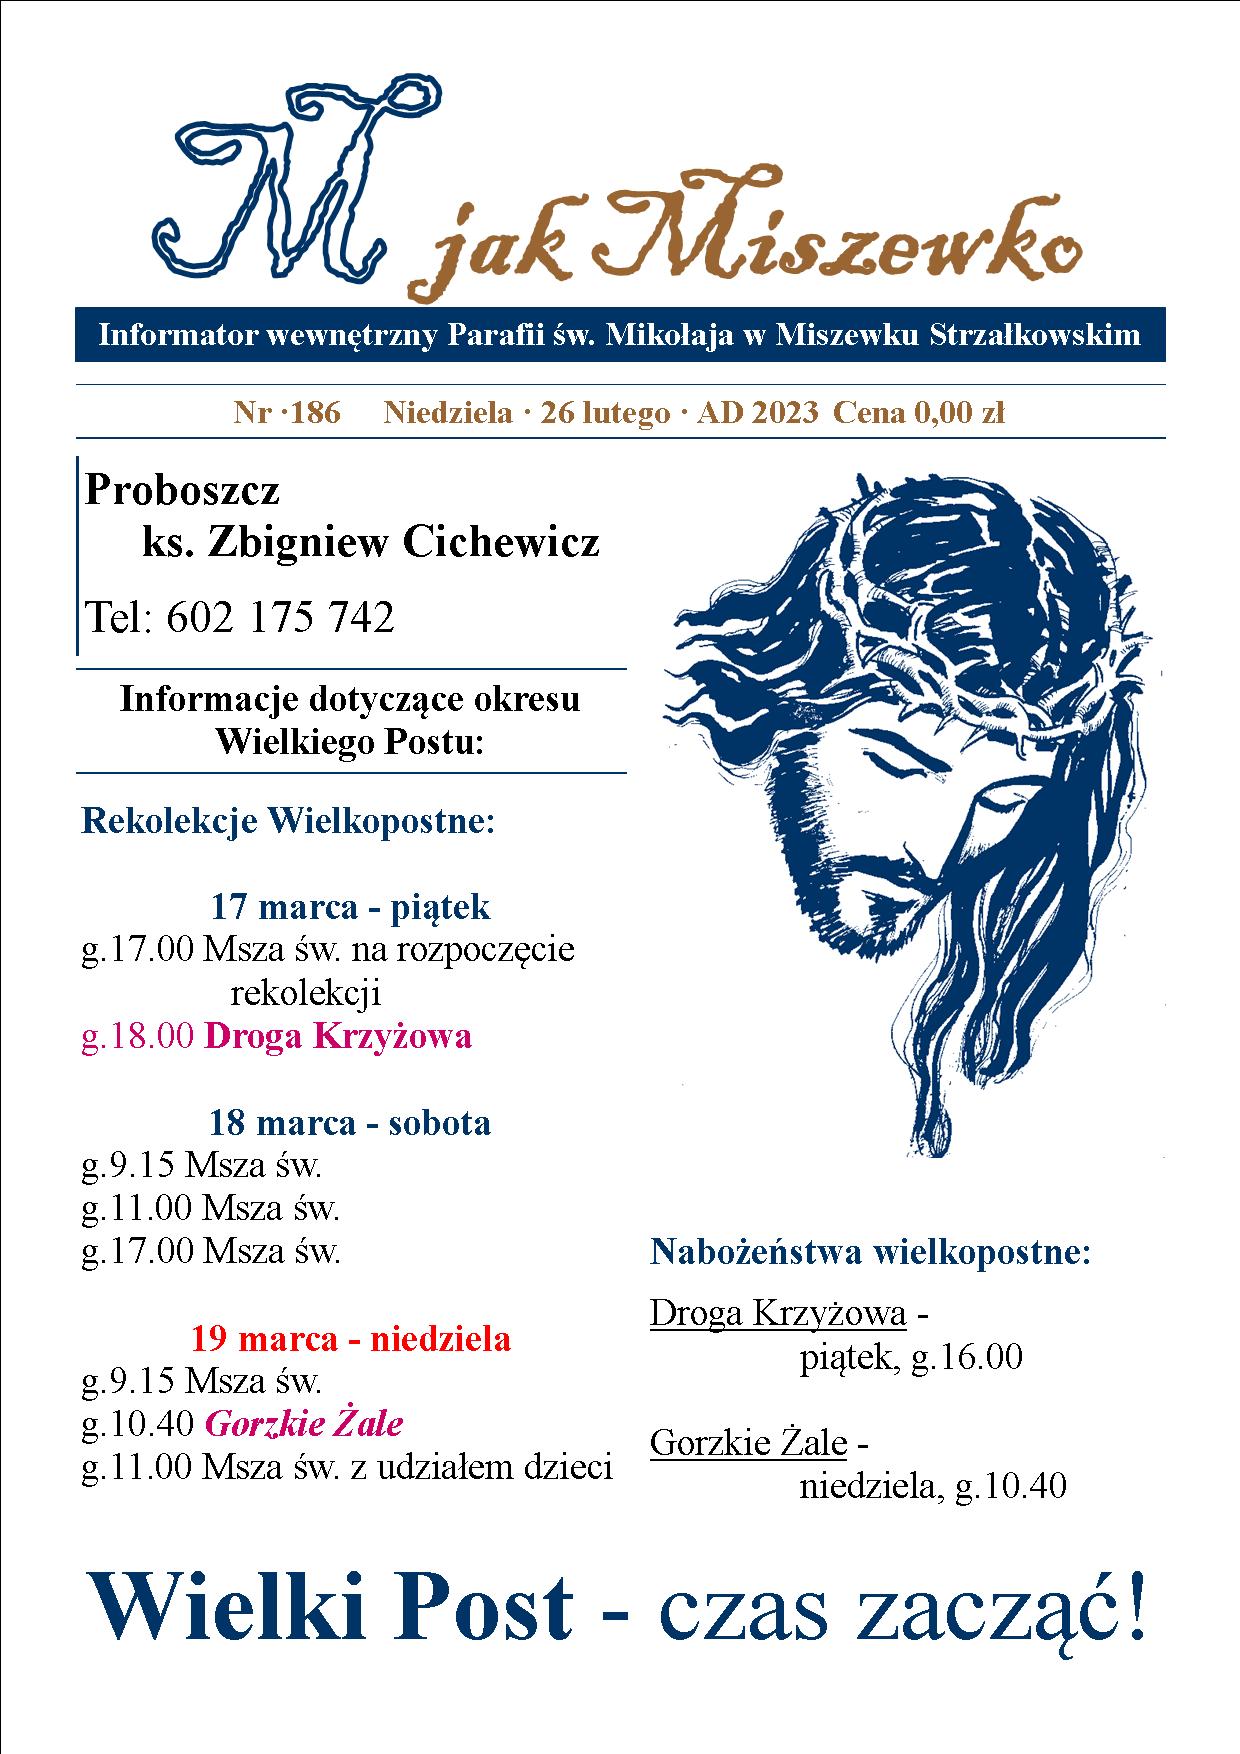 M jak Miszewko
Informator wewnętrzny Parafii św. Mikołaja w Miszewku Strzałkowskim
Nr ·186 Niedziela · 26 lutego · AD 2023 Cena 0,00 zł
Proboszcz
ks. Zbigniew Cichewicz
Tel: 602 175 742
Informacje dotyczące okresu
Wielkiego Postu:
Rekolekcje Wielkopostne:
17 marca - piątek
g.17.00 Msza św. na rozpoczęcie
rekolekcji
g.18.00 Droga Krzyżowa
18 marca - sobota
g.9.15 Msza św.
g.11.00 Msza św.
g.17.00 Msza św.
19 marca - niedziela
g.9.15 Msza św.
g.10.40 Gorzkie Żale
g.11.00 Msza św. z udziałem dzieci
Nabożeństwa wielkopostne:
Droga Krzyżowa -
piątek, g.16.00
Gorzkie Żale -
niedziela, g.10.40
Wielki Post - czas zacząć!